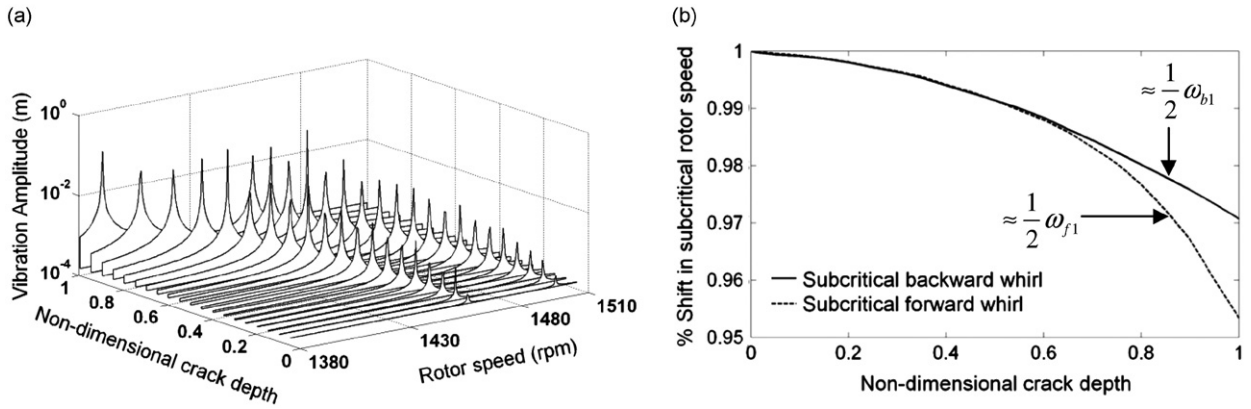 (a)
Vibration Amplitude (m)
10⁰
10⁻²
10⁻⁴
1
0.8
0.6
0.4
0.2
0
Non-dimensional crack depth
1380
1430
1480
1510
Rotor speed (rpm)
(b)
% Shift in subcritical rotor speed
1
0.99
0.98
0.97
0.96
0.95
≈ 1/2 ω_b1
≈ 1/2 ω_f1
Subcritical backward whirl
Subcritical forward whirl
0
0.2
0.4
0.6
0.8
1
Non-dimensional crack depth